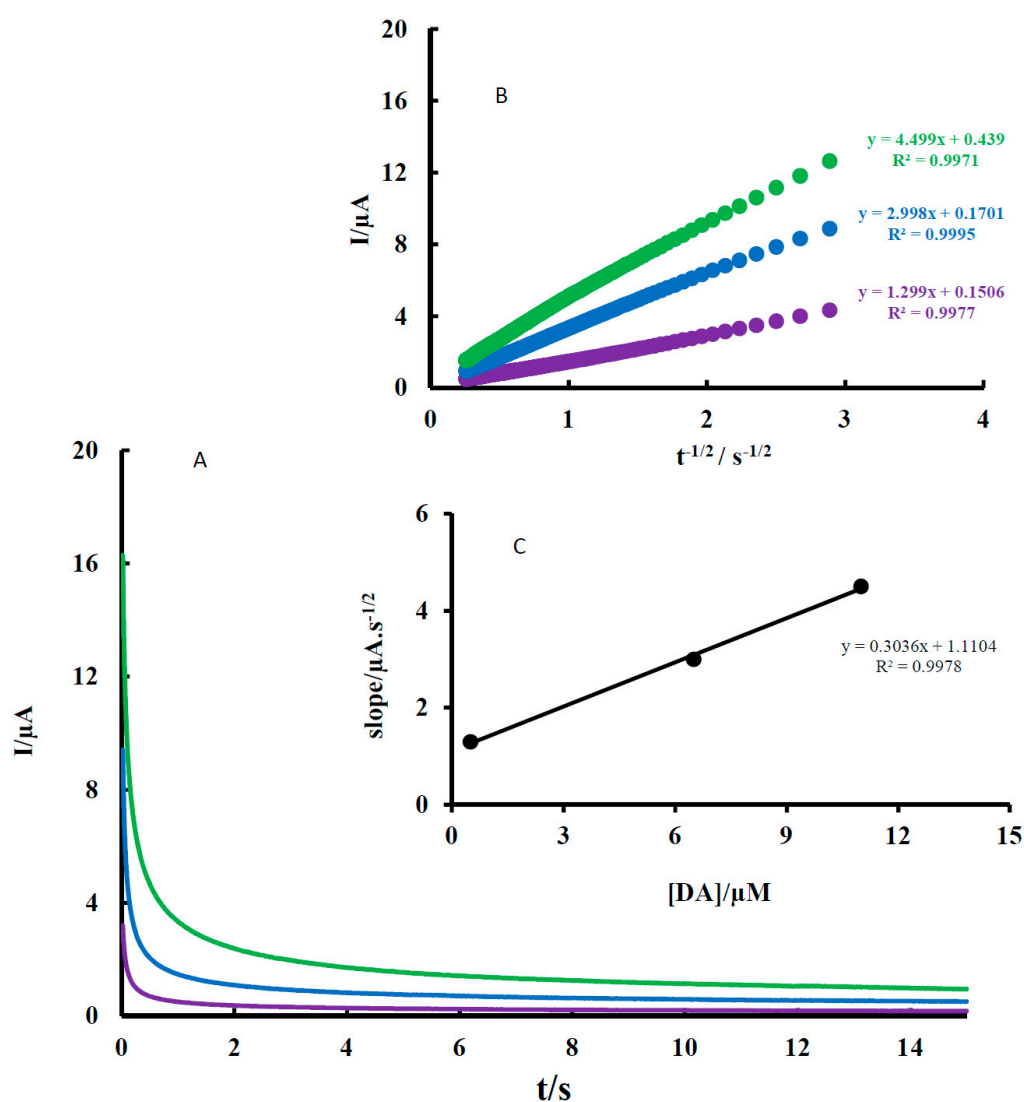 20
16
12
8
4
0
I/μA
B
y = 4.499x + 0.439
R² = 0.9971
y = 2.998x + 0.1701
R² = 0.9995
y = 1.299x + 0.1506
R² = 0.9977
0 1 2 3 4
t⁻¹/² / s⁻¹/²
20
16
12
8
4
0
I/μA
A
0 2 4 6 8 10 12 14
t/s
6
4
2
0
slope/μA.s⁻¹/²
C
y = 0.3036x + 1.1104
R² = 0.9978
0 3 6 9 12 15
[DA]/μM